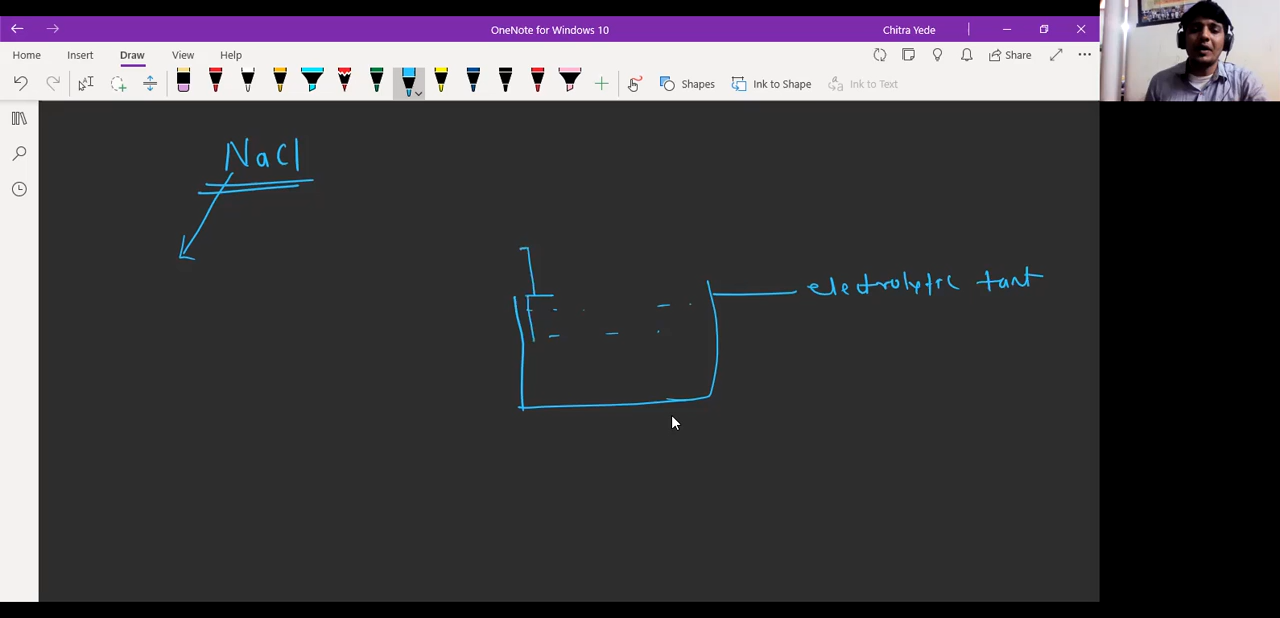 OneNote for Windows 10
Chitra Yede
Home Insert Draw View Help
Share
Shapes
Ink to Shape
Ink to Text
NaCl
electrolytic tant